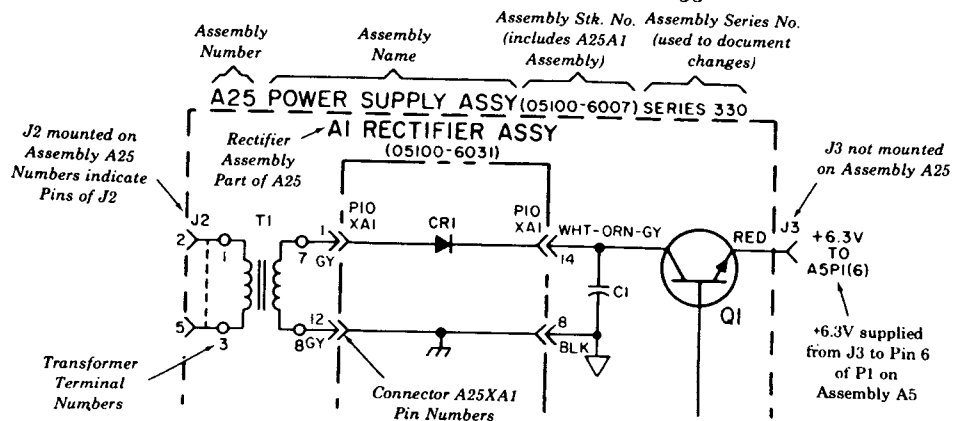 Assembly Number
Assembly Name
Assembly Stk. No. (includes A25A1 Assembly)
Assembly Series No. (used to document changes)
A25 POWER SUPPLY ASSY (05100-6007) SERIES 330
J2 mounted on
Assembly A25
Numbers indicate
Pins of J2
Rectifier
Assembly
Part of A25
A1 RECTIFIER ASSY
(05100-6031)
J3 not mounted
on Assembly A25
J2
T1
P10
XA1
CR1
P10
XA1
WHT-ORN-GY
RED
J3
2
1
7
1
GY
14
+6.3V
TO
A5P1(6)
C1
Q1
5
3
8
12
GY
8
BLK
+6.3V supplied
from J3 to Pin 6
of P1 on
Assembly A5
Transformer
Terminal
Numbers
Connector A25XA1
Pin Numbers